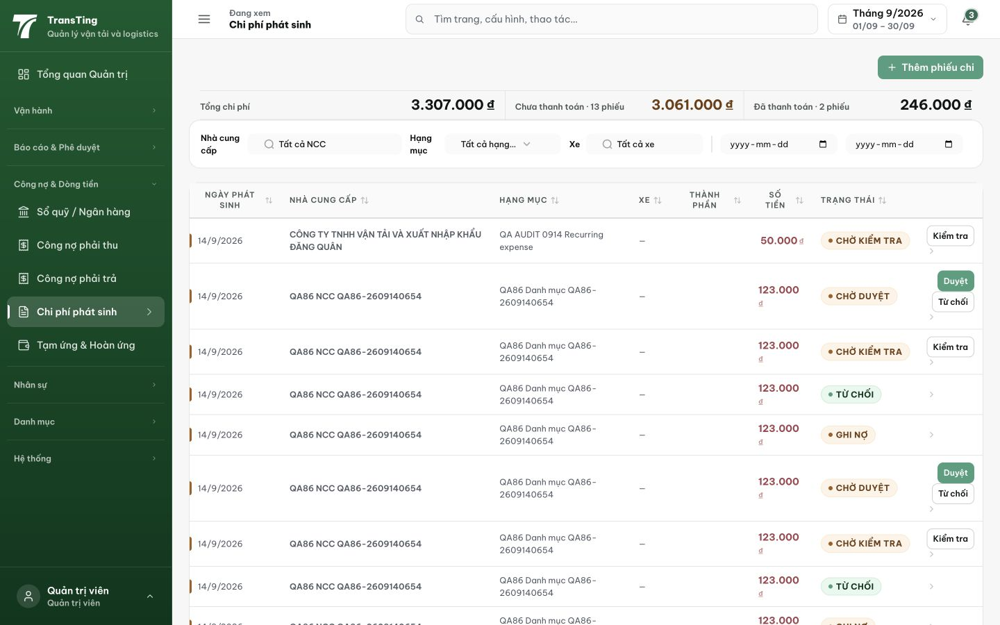 TransTing
Quản lý vận tải và logistics
Tổng quan Quản trị
Vận hành
Báo cáo & Phê duyệt
Công nợ & Dòng tiền
Sổ quỹ / Ngân hàng
Công nợ phải thu
Công nợ phải trả
Chi phí phát sinh
Tạm ứng & Hoàn ứng
Nhân sự
Danh mục
Hệ thống
Quản trị viên
Quản trị viên
Đang xem
Chi phí phát sinh
Tìm trang, cấu hình, thao tác...
Tháng 9/2026
01/09 – 30/09
3
+ Thêm phiếu chi
Tổng chi phí 3.307.000 ₫
Chưa thanh toán · 13 phiếu 3.061.000 ₫
Đã thanh toán · 2 phiếu 246.000 ₫
Nhà cung
cấp
Tất cả NCC
Hạng
mục
Tất cả hạng...
Xe
Tất cả xe
yyyy-mm-dd
yyyy-mm-dd
NGÀY PHÁT
SINH
NHÀ CUNG CẤP
HẠNG MỤC
XE
THÀNH
PHẦN
SỐ
TIỀN
TRẠNG THÁI
14/9/2026
CÔNG TY TNHH VẬN TẢI VÀ XUẤT NHẬP KHẨU
ĐĂNG QUÂN
QA AUDIT 0914 Recurring
expense
–
50.000 ₫
CHỜ KIỂM TRA
Kiểm tra
14/9/2026
QA86 NCC QA86-2609140654
QA86 Danh mục QA86-
2609140654
–
123.000
₫
CHỜ DUYỆT
Duyệt
Từ chối
14/9/2026
QA86 NCC QA86-2609140654
QA86 Danh mục QA86-
2609140654
–
123.000
₫
CHỜ KIỂM TRA
Kiểm tra
14/9/2026
QA86 NCC QA86-2609140654
QA86 Danh mục QA86-
2609140654
–
123.000
₫
TỪ CHỐI
14/9/2026
QA86 NCC QA86-2609140654
QA86 Danh mục QA86-
2609140654
–
123.000
₫
GHI NỢ
14/9/2026
QA86 NCC QA86-2609140654
QA86 Danh mục QA86-
2609140654
–
123.000
₫
CHỜ DUYỆT
Duyệt
Từ chối
14/9/2026
QA86 NCC QA86-2609140654
QA86 Danh mục QA86-
2609140654
–
123.000
₫
CHỜ KIỂM TRA
Kiểm tra
14/9/2026
QA86 NCC QA86-2609140654
QA86 Danh mục QA86-
2609140654
–
123.000
₫
TỪ CHỐI
QA86 Danh mục QA86-
123.000